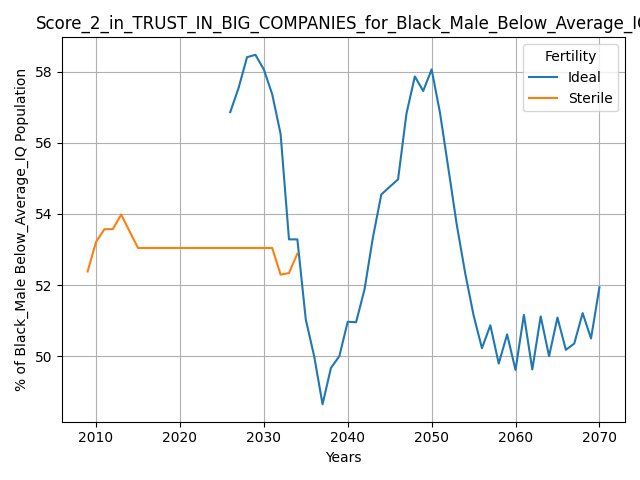 Score_2_in_TRUST_IN_BIG_COMPANIES_for_Black_Male_Below_Average_IQ
% of Black_Male Below_Average_IQ Population
58
56
54
52
50
Fertility
Ideal
Sterile
2010 2020 2030 2040 2050 2060 2070
Years